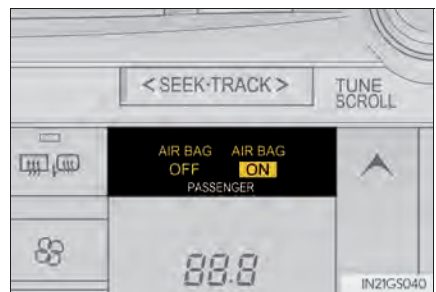 < SEEK·TRACK >
TUNE
SCROLL
AIR BAG AIR BAG
OFF ON
PASSENGER
88.8
IN21GS040